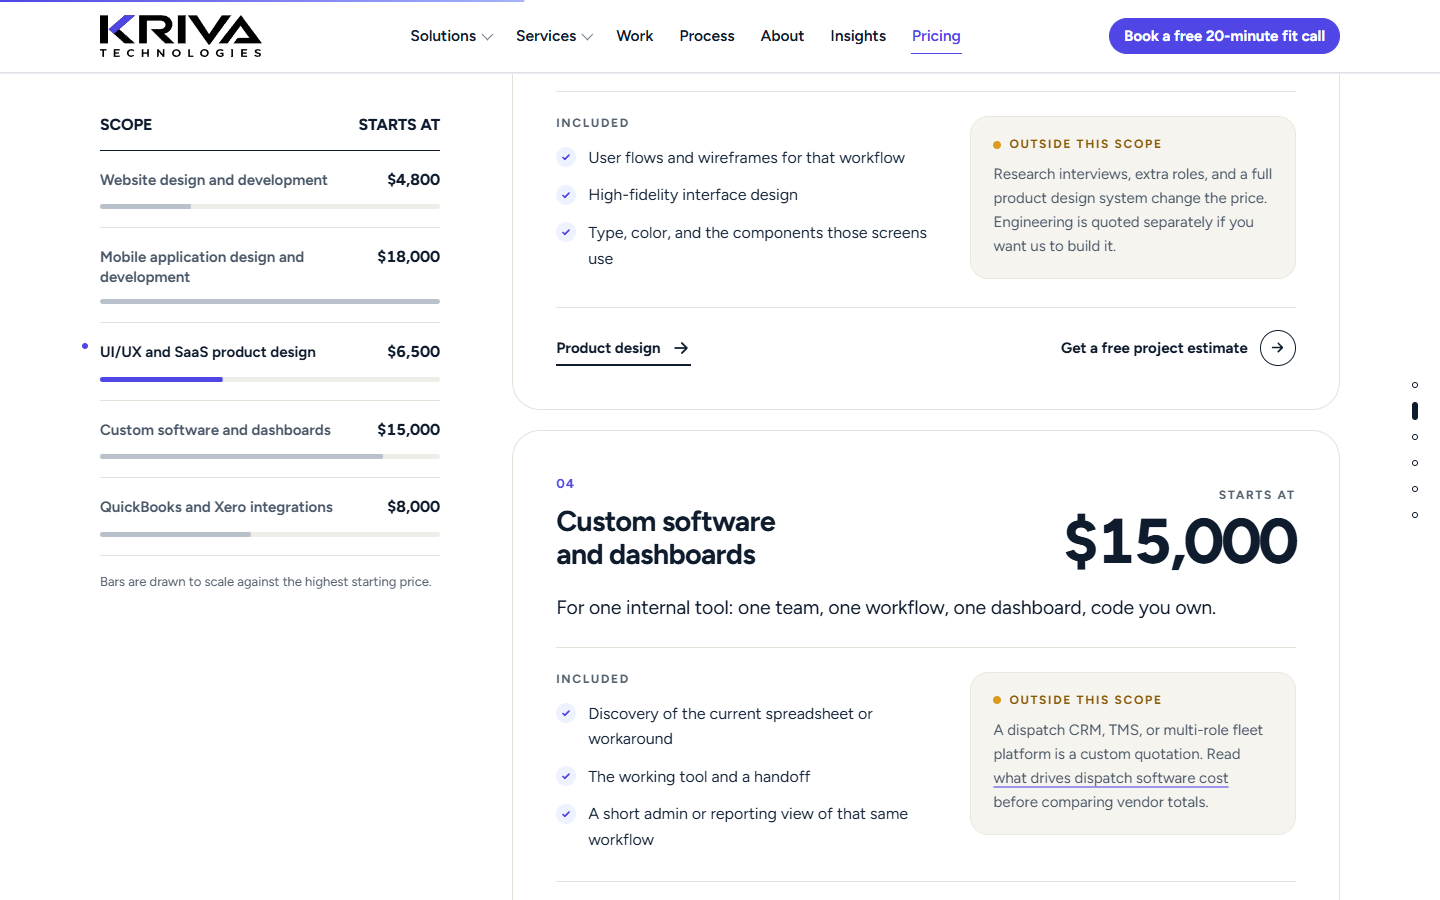 KRIVA
TECHNOLOGIES
Solutions
Services
Work
Process
About
Insights
Pricing
Book a free 20-minute fit call
SCOPE
STARTS AT
Website design and development
$4,800
Mobile application design and
development
$18,000
UI/UX and SaaS product design
$6,500
Custom software and dashboards
$15,000
QuickBooks and Xero integrations
$8,000
Bars are drawn to scale against the highest starting price.
INCLUDED
User flows and wireframes for that workflow
High-fidelity interface design
Type, color, and the components those screens
use
OUTSIDE THIS SCOPE
Research interviews, extra roles, and a full
product design system change the price.
Engineering is quoted separately if you
want us to build it.
Product design
Get a free project estimate
04
Custom software
and dashboards
STARTS AT
$15,000
For one internal tool: one team, one workflow, one dashboard, code you own.
INCLUDED
Discovery of the current spreadsheet or
workaround
The working tool and a handoff
A short admin or reporting view of that same
workflow
OUTSIDE THIS SCOPE
A dispatch CRM, TMS, or multi-role fleet
platform is a custom quotation. Read
what drives dispatch software cost
before comparing vendor totals.